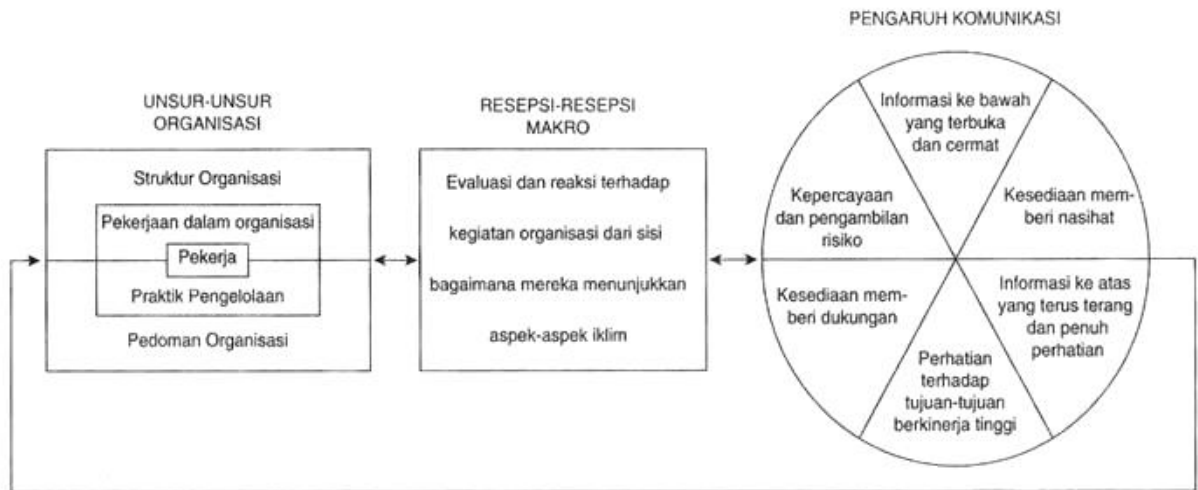 PENGARUH KOMUNIKASI
UNSUR-UNSUR
ORGANISASI
Struktur Organisasi
Pekerjaan dalam organisasi
Pekerja
Praktik Pengelolaan
Pedoman Organisasi
RESEPSI-RESEPSI
MAKRO
Evaluasi dan reaksi terhadap
kegiatan organisasi dari sisi
bagaimana mereka menunjukkan
aspek-aspek iklim
Informasi ke bawah
yang terbuka
dan cermat
Kesediaan mem-
beri nasihat
Informasi ke atas
yang terus terang
dan penuh
perhatian
Perhatian
terhadap
tujuan-tujuan
berkinerja tinggi
Kesediaan mem-
beri dukungan
Kepercayaan
dan pengambilan
risiko